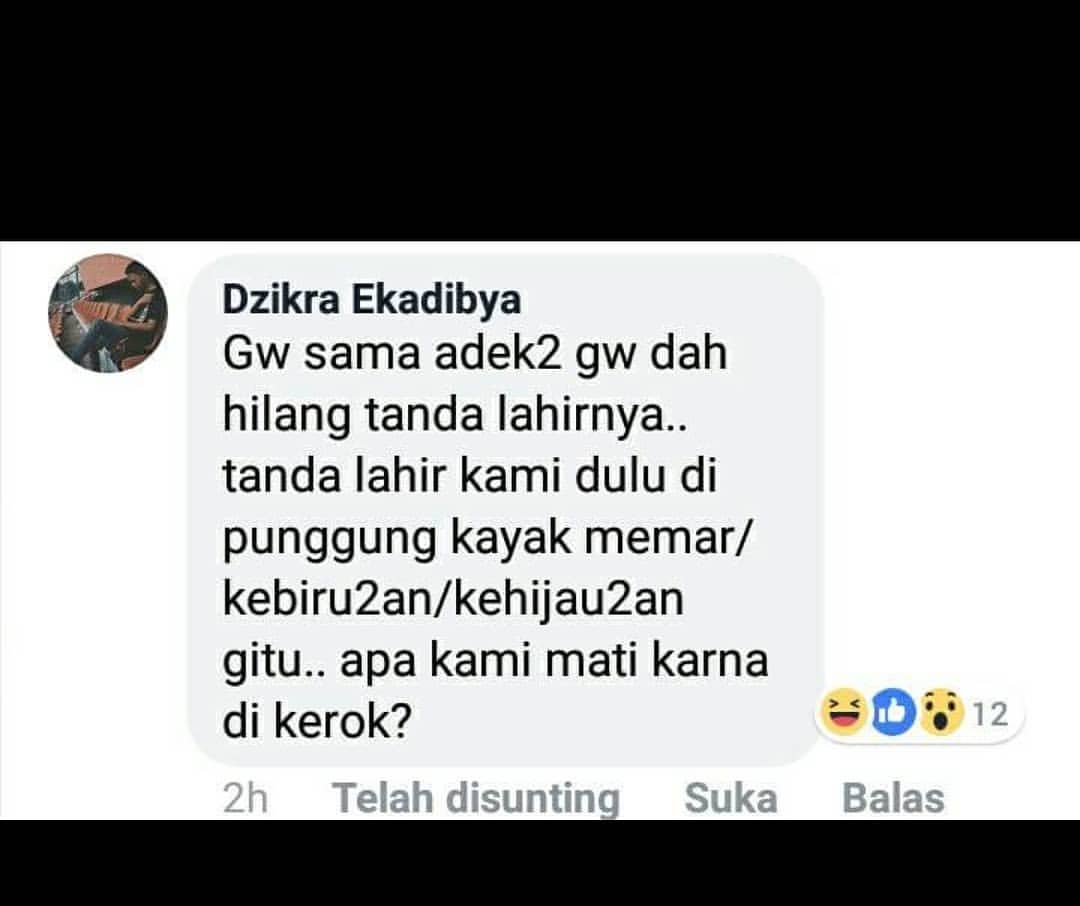 Dzikra Ekadibya
Gw sama adek2 gw dah
hilang tanda lahirnya..
tanda lahir kami dulu di
punggung kayak memar/
kebiru2an/kehijau2an
gitu.. apa kami mati karna
di kerok?
12
2h Telah disunting Suka Balas